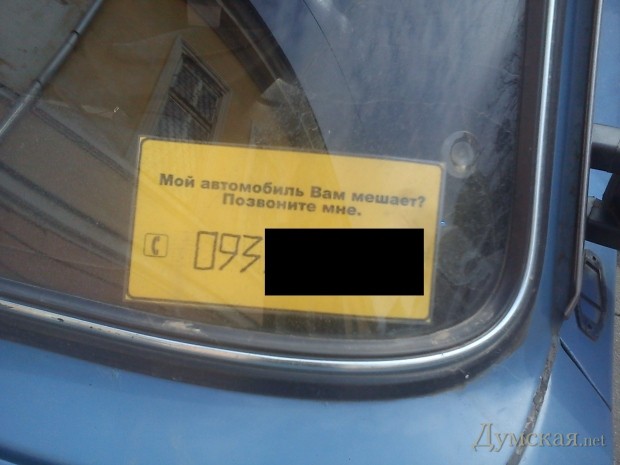 Мой автомобиль Вам мешает?
Позвоните мне.
093
Думская.net